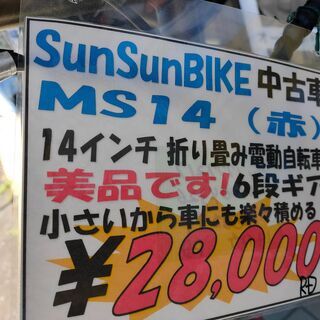 SunSunBIKE 中古車
MS14 (赤)
14インチ 折り畳み電動自転車
美品です!6段ギア
小さいから車にも楽々積める
¥28,000